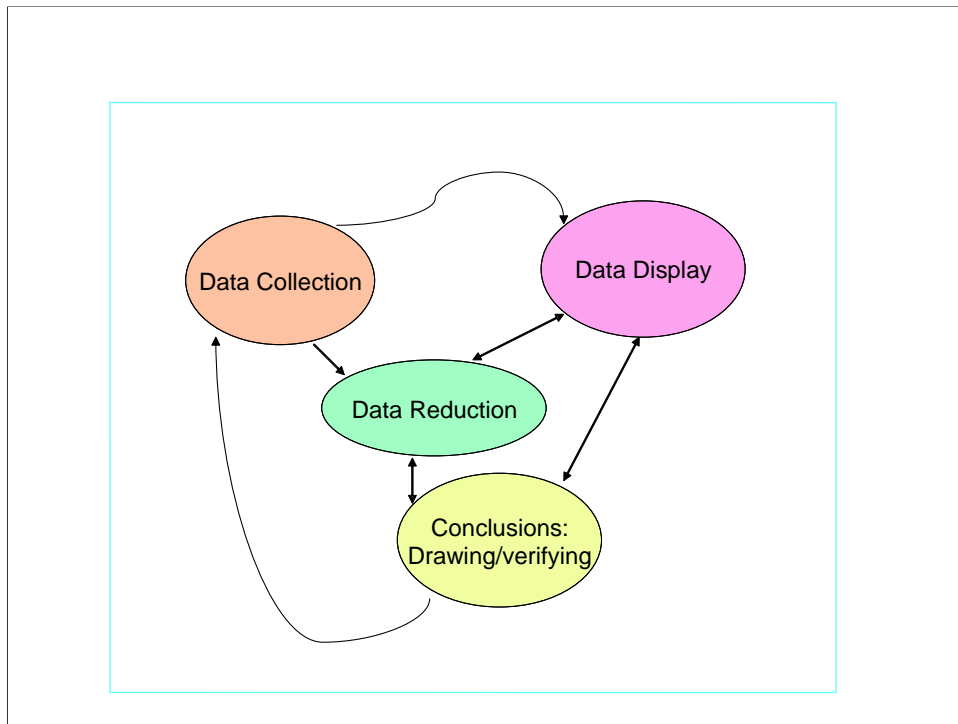 Data Collection
Data Display
Data Reduction
Conclusions:
Drawing/verifying